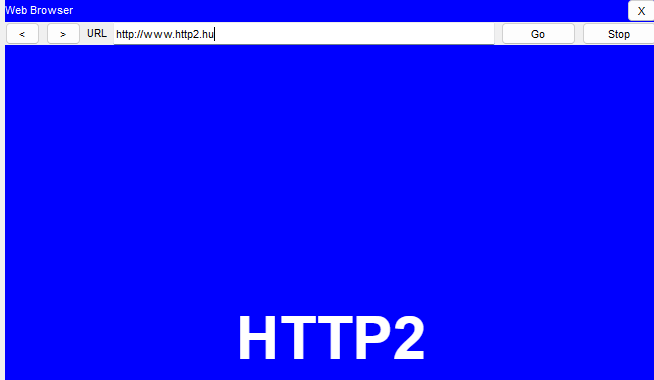 Web Browser X
< > URL http://www.http2.hu Go Stop
HTTP2